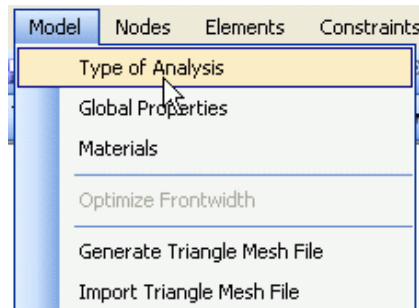 Model Nodes Elements Constraints
Type of Analysis
Global Properties
Materials
Optimize Frontwidth
Generate Triangle Mesh File
Import Triangle Mesh File